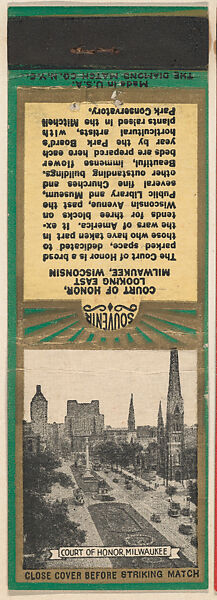 Made in U.S.A.
THE DIAMOND MATCH CO. N.Y.C.
COURT OF HONOR,
LOOKING EAST,
MILWAUKEE, WISCONSIN
The Court of Honor is a broad
parked space, dedicated to
those who have taken part in
the wars of America. It ex-
tends for three blocks on
Wisconsin Avenue, past the
Public Library and Museum,
several fine Churches and
other outstanding buildings.
Beautiful, immense flower
beds are prepared here each
year by the Park Board's
horticultural artists, with
plants raised in the Mitchell
Park Conservatory.
SOUVENIR
COURT OF HONOR, MILWAUKEE
CLOSE COVER BEFORE STRIKING MATCH